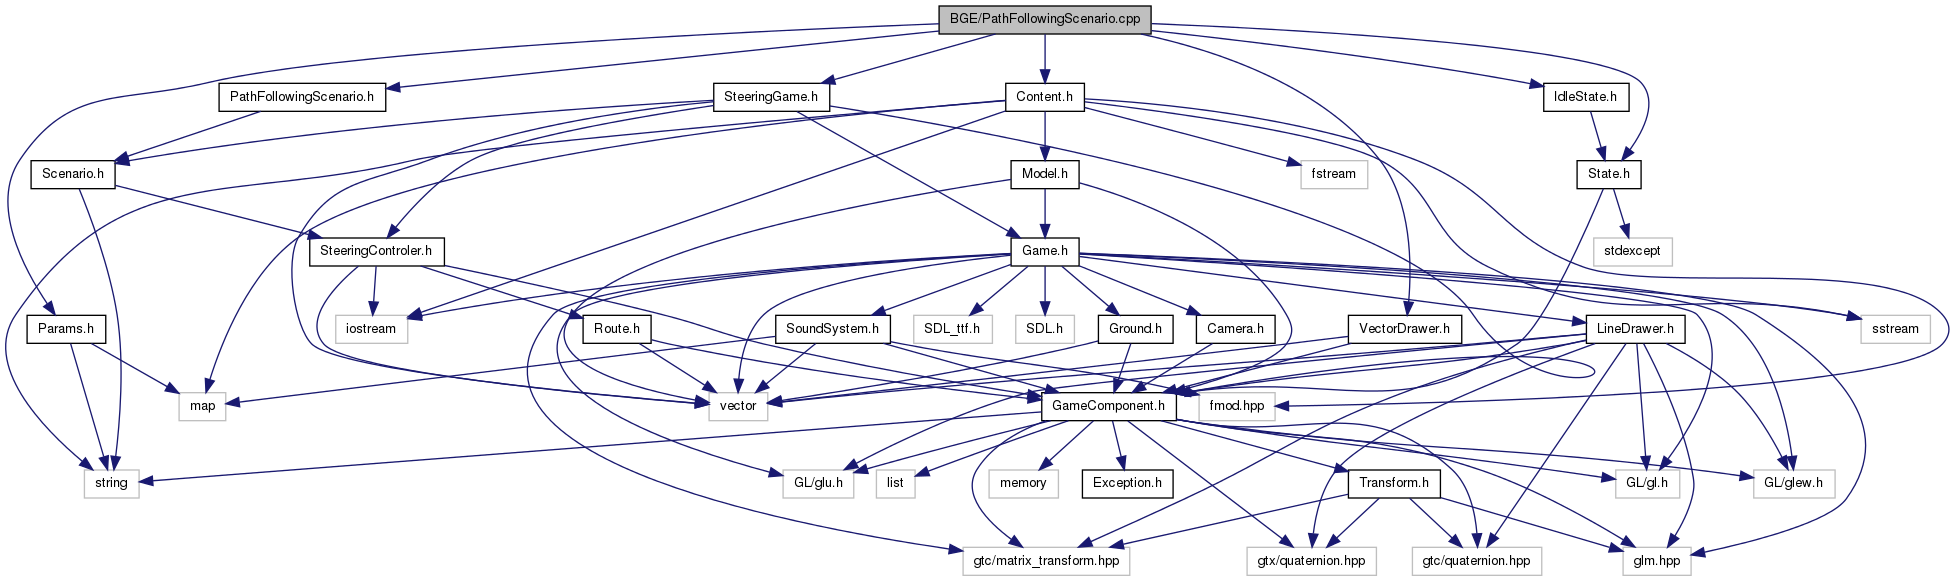 BGE/PathFollowingScenario.cpp
PathFollowingScenario.h
SteeringGame.h
Content.h
IdleState.h
Scenario.h
Model.h
fstream
State.h
SteeringControler.h
Game.h
stdexcept
Params.h
iostream
Route.h
SoundSystem.h
SDL_ttf.h
SDL.h
Ground.h
Camera.h
VectorDrawer.h
LineDrawer.h
sstream
map
vector
GameComponent.h
fmod.hpp
string
GL/glu.h
list
memory
Exception.h
Transform.h
GL/gl.h
GL/glew.h
gtc/matrix_transform.hpp
gtx/quaternion.hpp
gtc/quaternion.hpp
glm.hpp